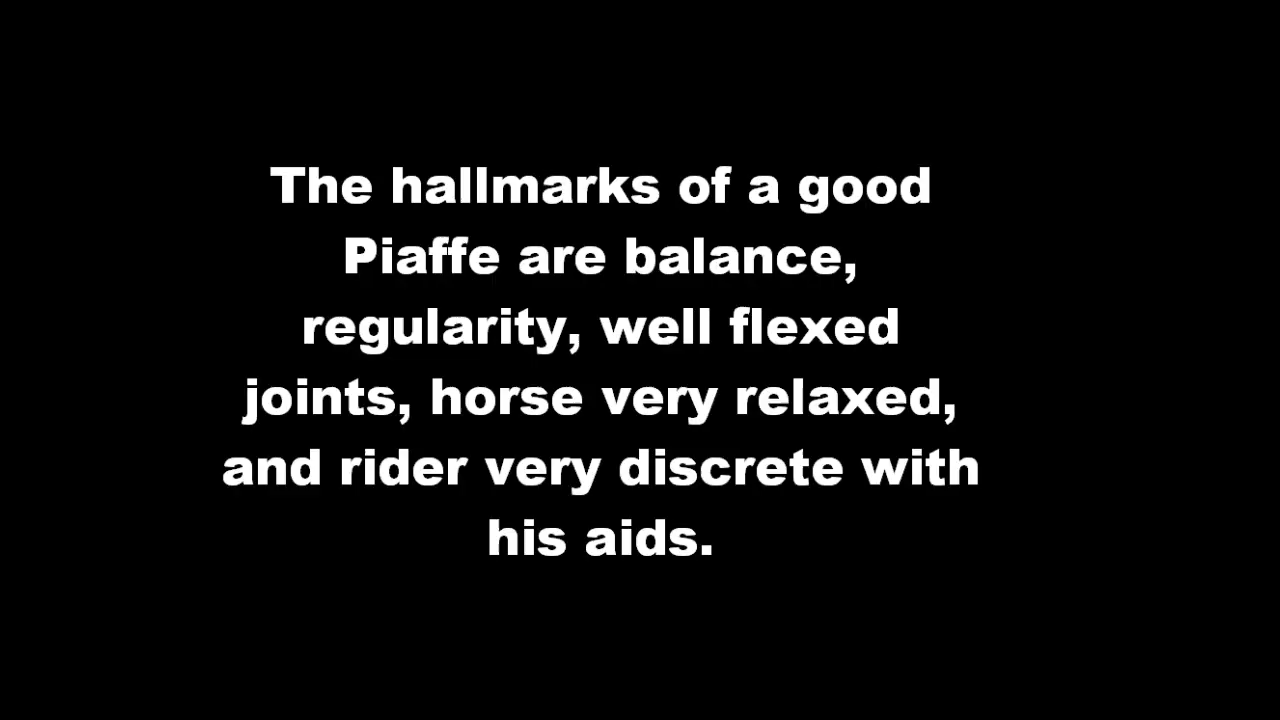 The hallmarks of a good
Piaffe are balance,
regularity, well flexed
joints, horse very relaxed,
and rider very discrete with
his aids.